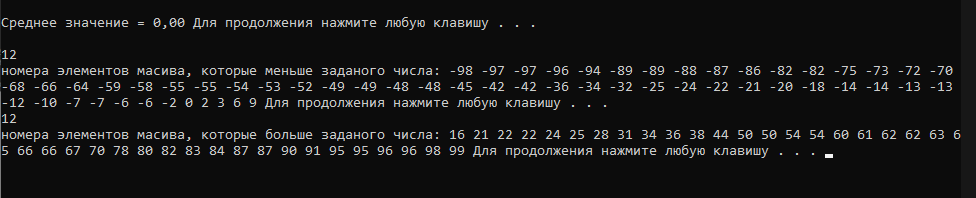 Среднее значение = 0,00 Для продолжения нажмите любую клавишу . . .
12
номера элементов масива, которые меньше заданого числа: -98 -97 -97 -96 -94 -89 -89 -88 -87 -86 -82 -82 -75 -73 -72 -70
-68 -66 -64 -59 -58 -55 -55 -54 -53 -52 -49 -49 -48 -48 -45 -42 -42 -36 -34 -32 -25 -24 -22 -21 -20 -18 -14 -14 -13 -13
-12 -10 -7 -7 -6 -6 -2 0 2 3 6 9 Для продолжения нажмите любую клавишу . . .
12
номера элементов масива, которые больше заданого числа: 16 21 22 22 24 25 28 31 34 36 38 44 50 50 54 54 60 61 62 62 63 6
5 66 66 67 70 78 80 82 83 84 87 87 90 91 95 95 96 96 98 99 Для продолжения нажмите любую клавишу . . .